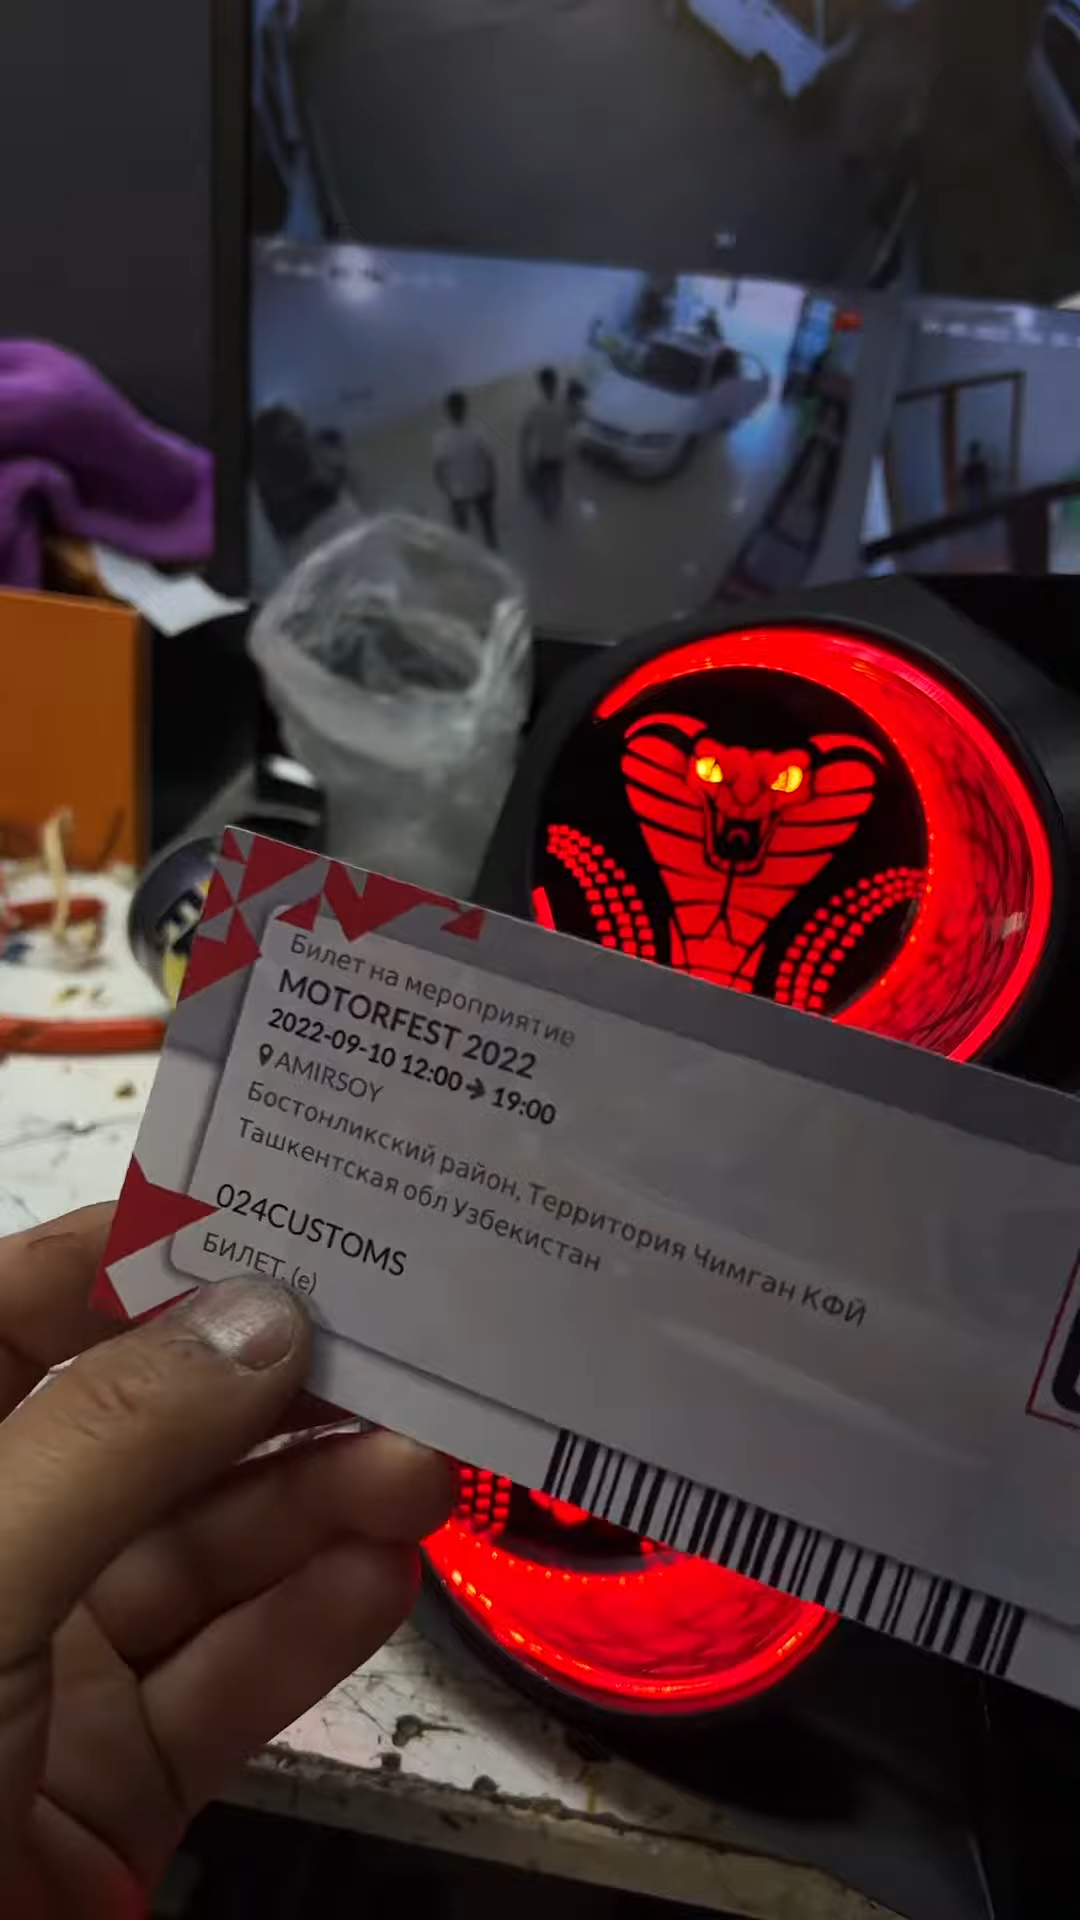 Билет на мероприятие
MOTORFEST 2022
2022-09-10 12:00 → 19:00
AMIRSOY
Бостонликский район, Территория Чимган КФЙ
Ташкентская обл Узбекистан
024CUSTOMS
БИЛЕТ, (е)